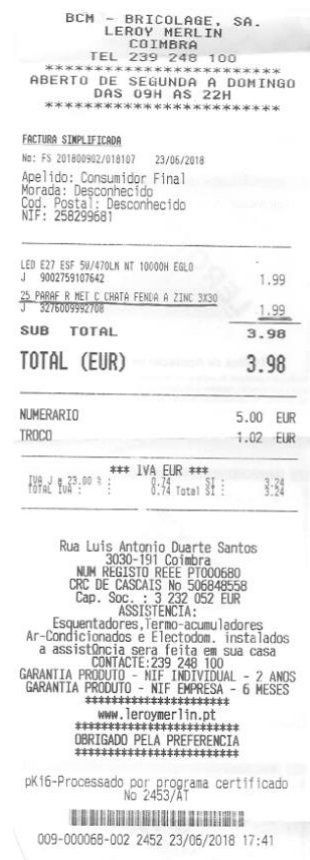 BCM - BRICOLAGE, SA.
LEROY MERLIN
COIMBRA
TEL 239 248 100
**************************
ABERTO DE SEGUNDA A DOMINGO
DAS 09H AS 22H
**************************
FACTURA SIMPLIFICADA
No: FS 201800902/018107 23/06/2018
Apelido: Consumidor Final
Morada: Desconhecido
Cod. Postal: Desconhecido
NIF: 258299681
LED E27 ESF 5W/470LN NT 10000H EGLO
J 9002759107642 1.99
25 PARAF R MET C CHATA FENDA A ZINC 3X30
J 3276009992708 1.99
SUB TOTAL 3.98
TOTAL (EUR) 3.98
NUMERARIO 5.00 EUR
TROCO 1.02 EUR
*** IVA EUR ***
IVA J a 23.00 % : 0.74 SI : 3.24
TOTAL IVA : : 0.74 Total SI : 3.24
Rua Luis Antonio Duarte Santos
3030-191 Coimbra
NUM REGISTO REEE PT000680
CRC DE CASCAIS No 506848558
Cap. Soc. : 3 232 052 EUR
ASSISTENCIA:
Esquentadores,Termo-acumuladores
Ar-Condicionados e Electodom. instalados
a assistΩncia sera feita em sua casa
CONTACTE:239 248 100
GARANTIA PRODUTO - NIF INDIVIDUAL - 2 ANOS
GARANTIA PRODUTO - NIF EMPRESA - 6 MESES
***********************
www.leroymerlin.pt
***********************
OBRIGADO PELA PREFERENCIA
***********************
pKi6-Processado por programa certificado
No 2453/AT
009-000068-002 2452 23/06/2018 17:41